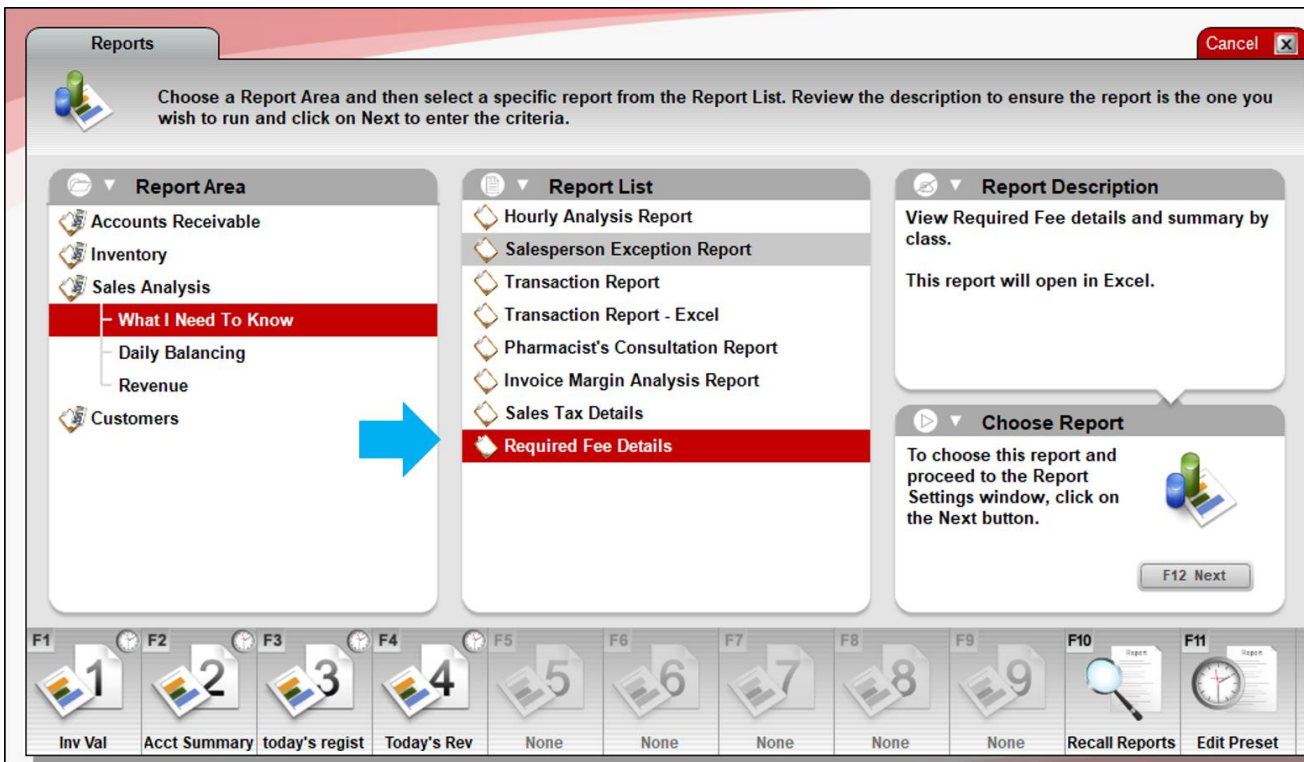 Reports
Cancel X
Choose a Report Area and then select a specific report from the Report List. Review the description to ensure the report is the one you
wish to run and click on Next to enter the criteria.
Report Area
Accounts Receivable
Inventory
Sales Analysis
What I Need To Know
Daily Balancing
Revenue
Customers
Report List
Hourly Analysis Report
Salesperson Exception Report
Transaction Report
Transaction Report - Excel
Pharmacist's Consultation Report
Invoice Margin Analysis Report
Sales Tax Details
Required Fee Details
Report Description
View Required Fee details and summary by
class.
This report will open in Excel.
Choose Report
To choose this report and
proceed to the Report
Settings window, click on
the Next button.
F12 Next
F1 F2 F3 F4 F5 F6 F7 F8 F9 F10 F11
Report Report
1 2 3 4 5 6 7 8 9
Inv Val Acct Summary today's regist Today's Rev None None None None None Recall Reports Edit Preset